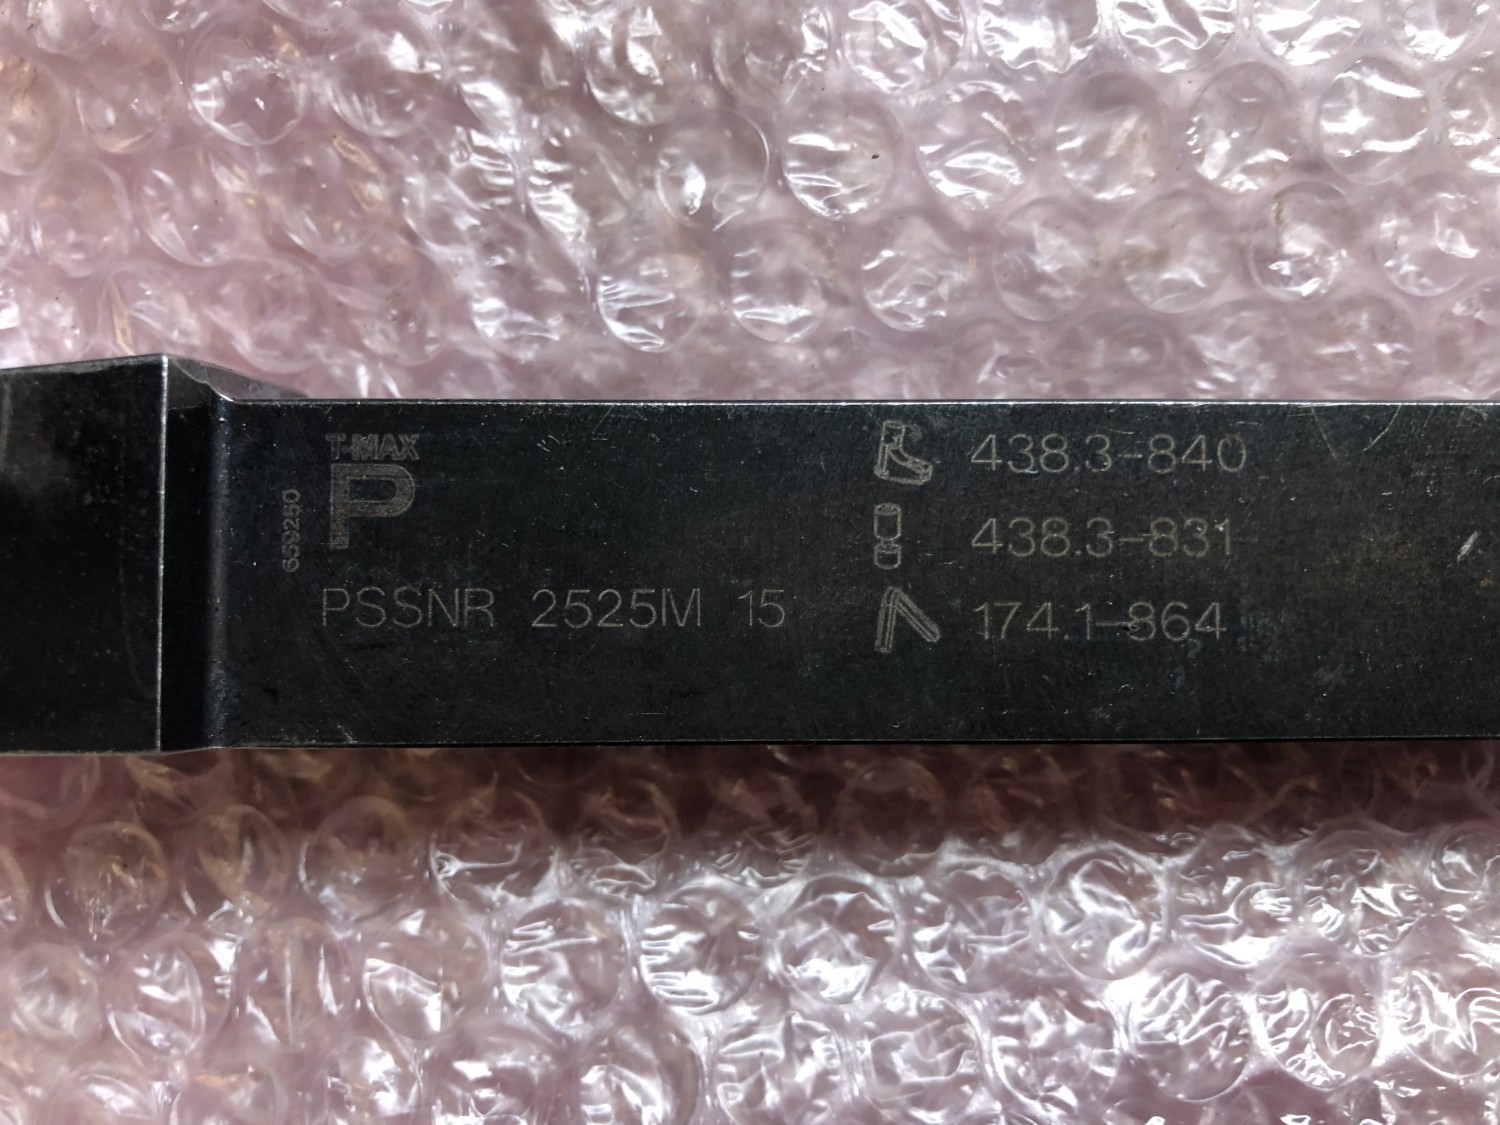 T-MAX
P
659250
PSSNR 2525M 15
438.3-840
438.3-831
174.1-864